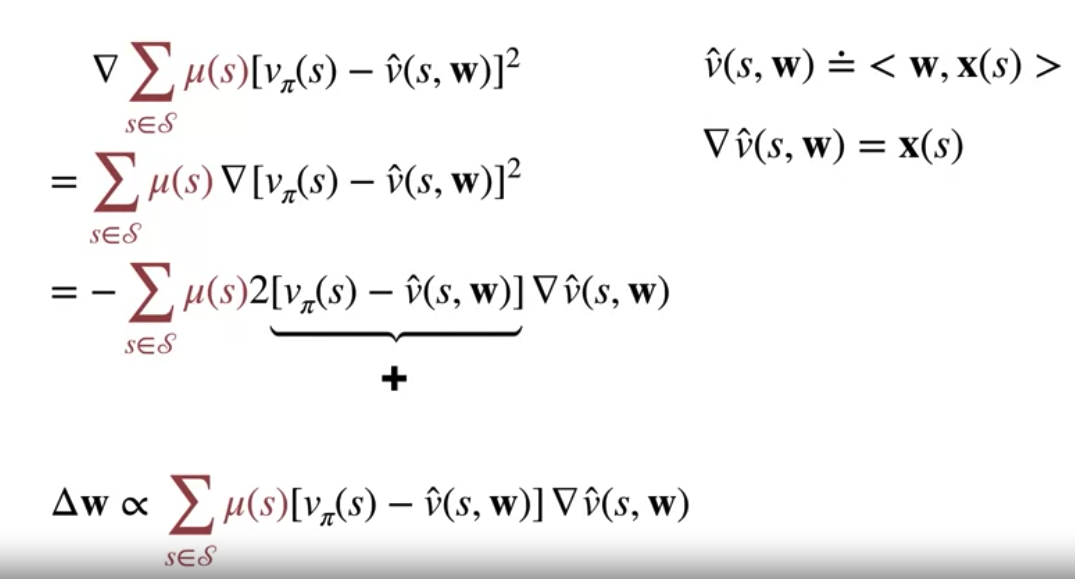 ∇ ∑ μ(s)[v_π(s) − v̂(s, w)]²
s∈𝒮
v̂(s, w) ≐ < w, x(s) >
∇v̂(s, w) = x(s)
= ∑ μ(s) ∇[v_π(s) − v̂(s, w)]²
s∈𝒮
= − ∑ μ(s)2[v_π(s) − v̂(s, w)] ∇v̂(s, w)
s∈𝒮
+
Δw ∝ ∑ μ(s)[v_π(s) − v̂(s, w)] ∇v̂(s, w)
s∈𝒮